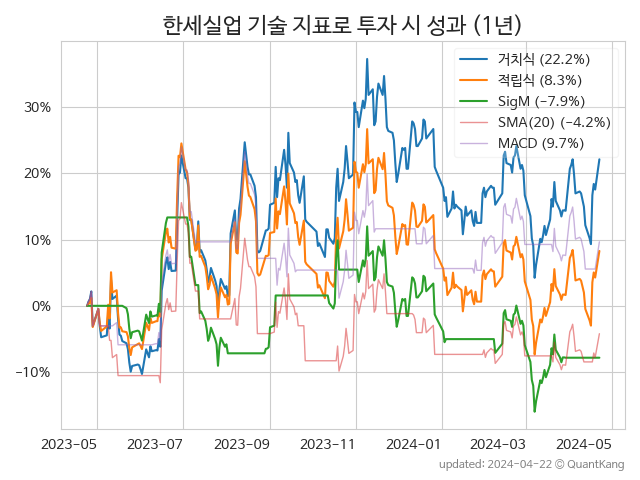 한세실업 기술 지표로 투자 시 성과 (1년)
거치식 (22.2%)
적립식 (8.3%)
SigM (−7.9%)
SMA(20) (−4.2%)
MACD (9.7%)
30%
20%
10%
0%
−10%
2023-05 2023-07 2023-09 2023-11 2024-01 2024-03 2024-05
updated: 2024-04-22 © QuantKang